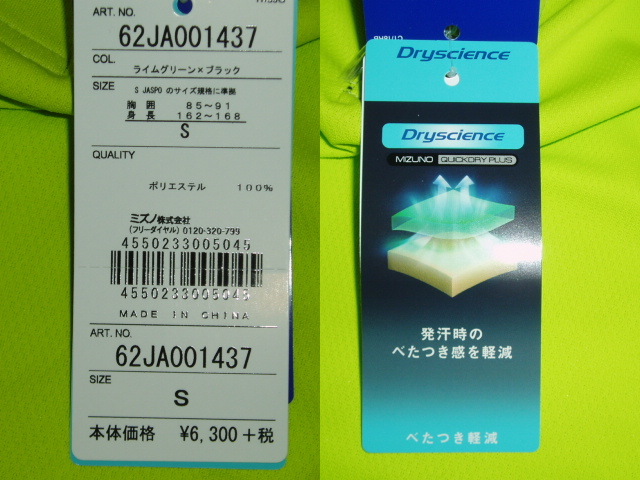 ART. NO.
62JA001437
COL.
ライムグリーン×ブラック
SIZE
S JASPO のサイズ規格に準拠
胸囲 85～91
身長 162～168
S
QUALITY
ポリエステル 100%
ミズノ株式会社
(フリーダイヤル) 0120-320-799
4550233005045
4550233005045
MADE IN CHINA
ART. NO.
62JA001437
SIZE
S
本体価格 ¥6,300+税
Dryscience
Dryscience
MIZUNO QUICKDRY PLUS
発汗時の
べたつき感を軽減
べたつき軽減